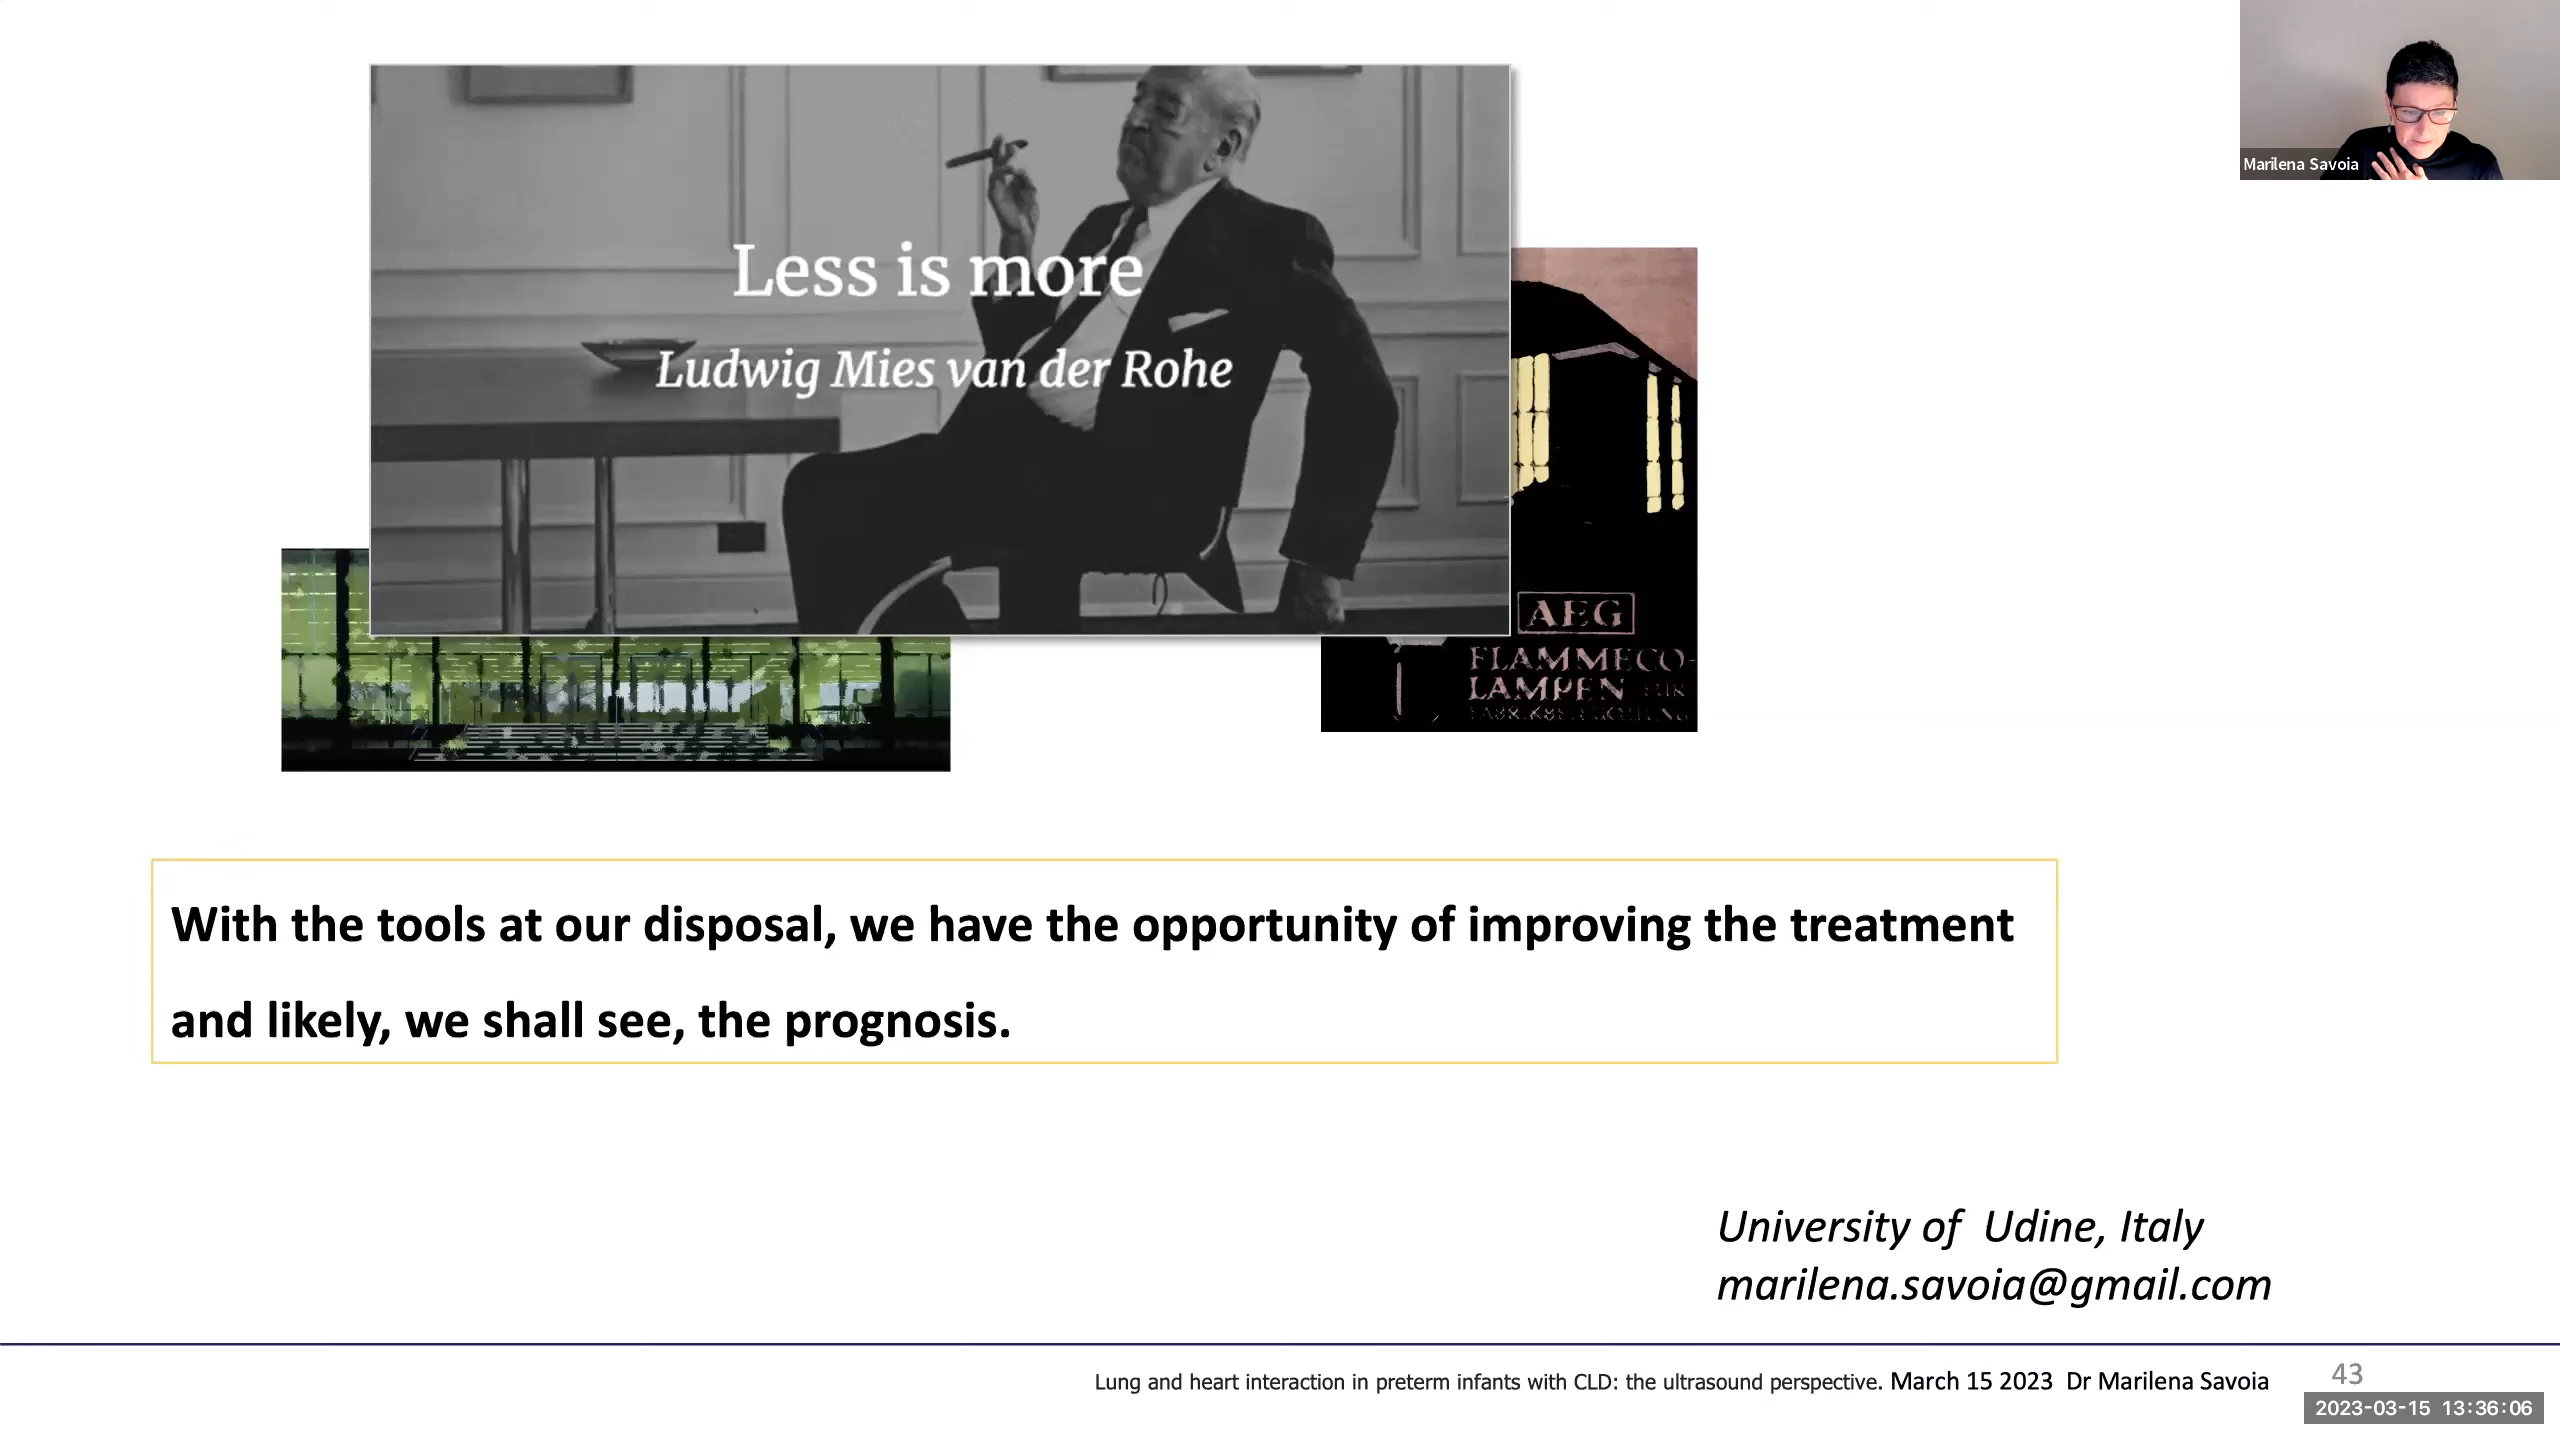 Marilena Savoia
Less is more
Ludwig Mies van der Rohe
AEG
FLAMMECO-
LAMPEN FÜR
With the tools at our disposal, we have the opportunity of improving the treatment
and likely, we shall see, the prognosis.
University of Udine, Italy
marilena.savoia@gmail.com
Lung and heart interaction in preterm infants with CLD: the ultrasound perspective. March 15 2023 Dr Marilena Savoia
43
2023-03-15 13:36:06